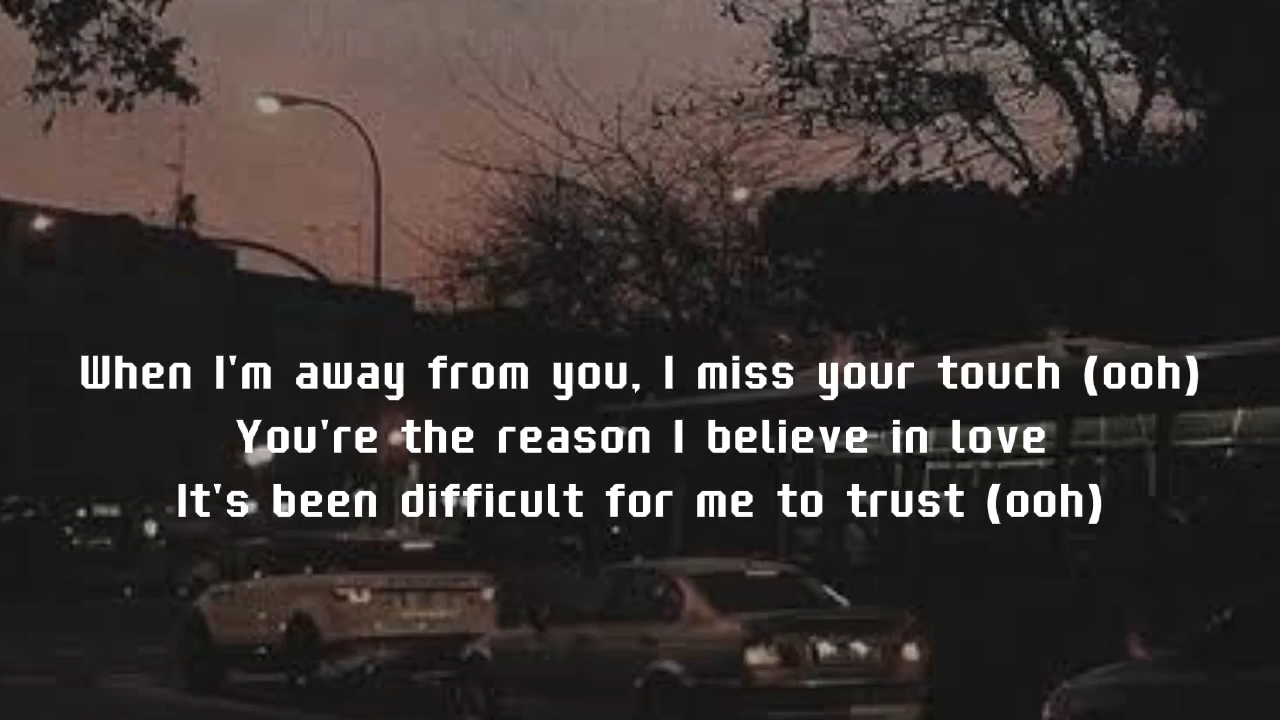 When I'm away from you, I miss your touch (ooh)
You're the reason I believe in love
It's been difficult for me to trust (ooh)